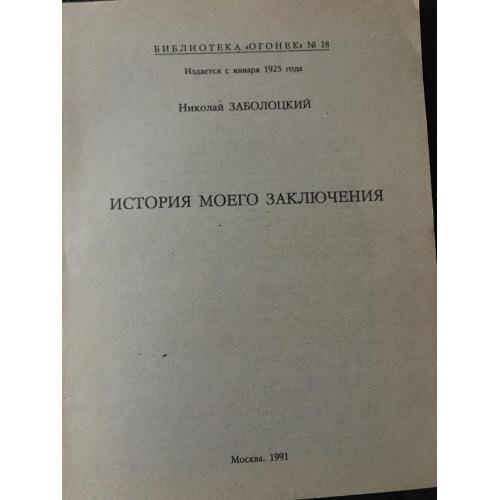 БИБЛИОТЕКА «ОГОНЕК» № 18
Издается с января 1925 года
Николай ЗАБОЛОЦКИЙ
ИСТОРИЯ МОЕГО ЗАКЛЮЧЕНИЯ
Москва. 1991